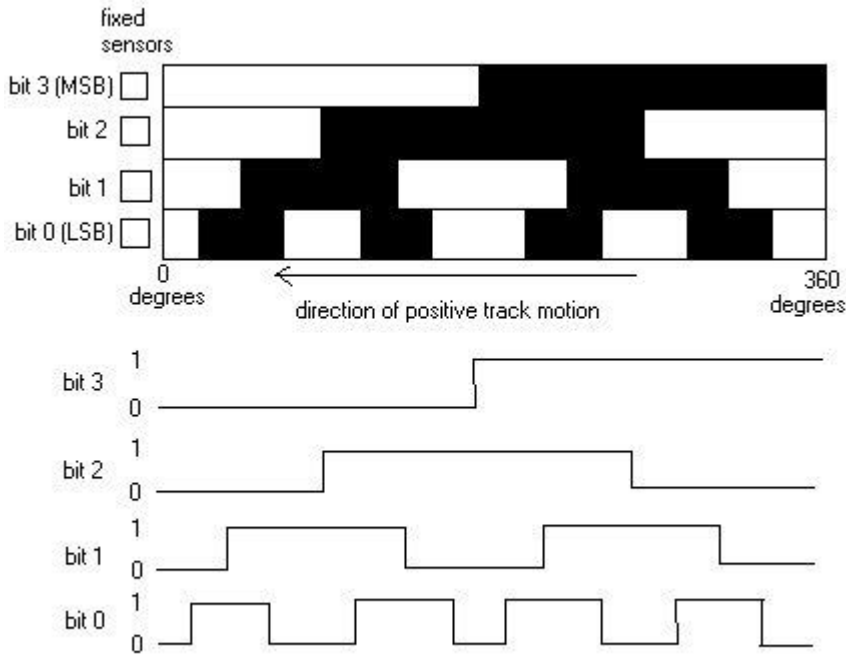 fixed
sensors
bit 3 (MSB)
bit 2
bit 1
bit 0 (LSB)
0
degrees
direction of positive track motion
360
degrees
1
bit 3
0
1
bit 2
0
1
bit 1
0
1
bit 0
0